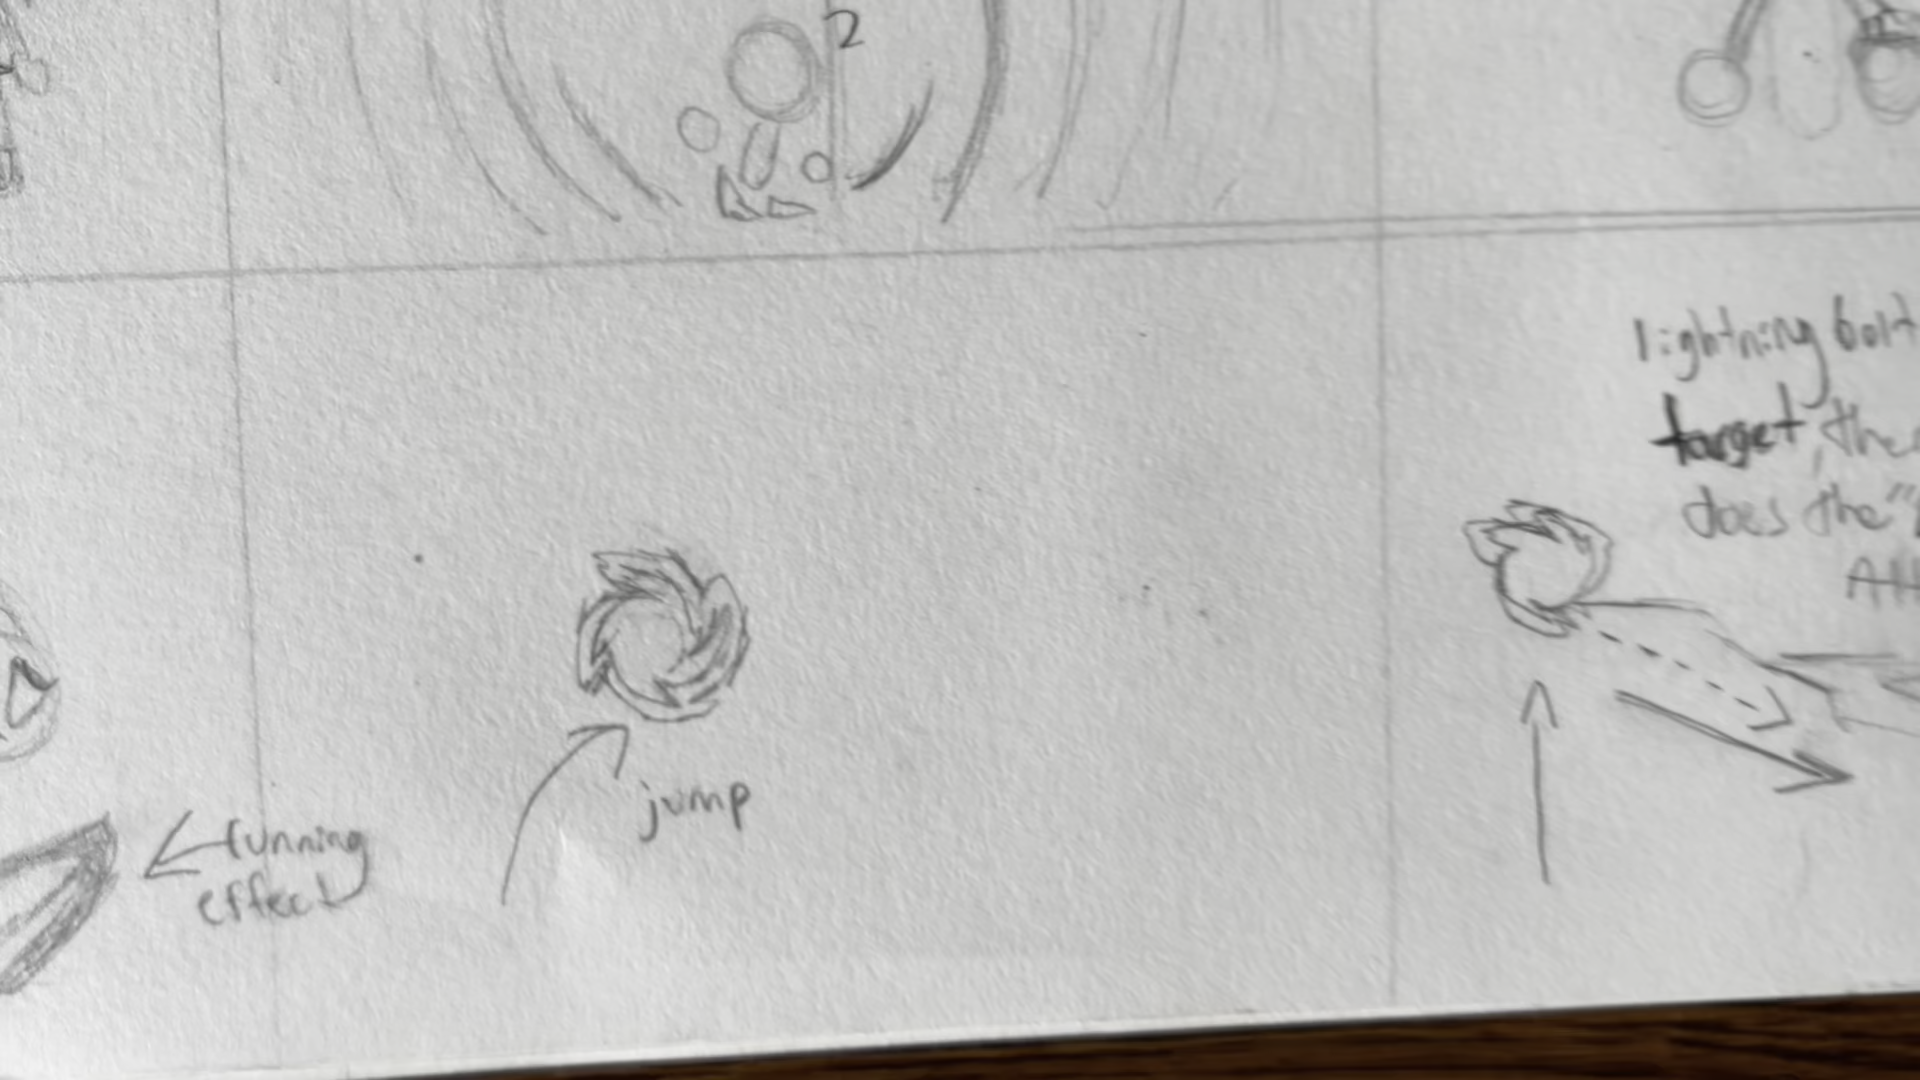 2
lightning bolt
target, the
does the "
running
effect
jump